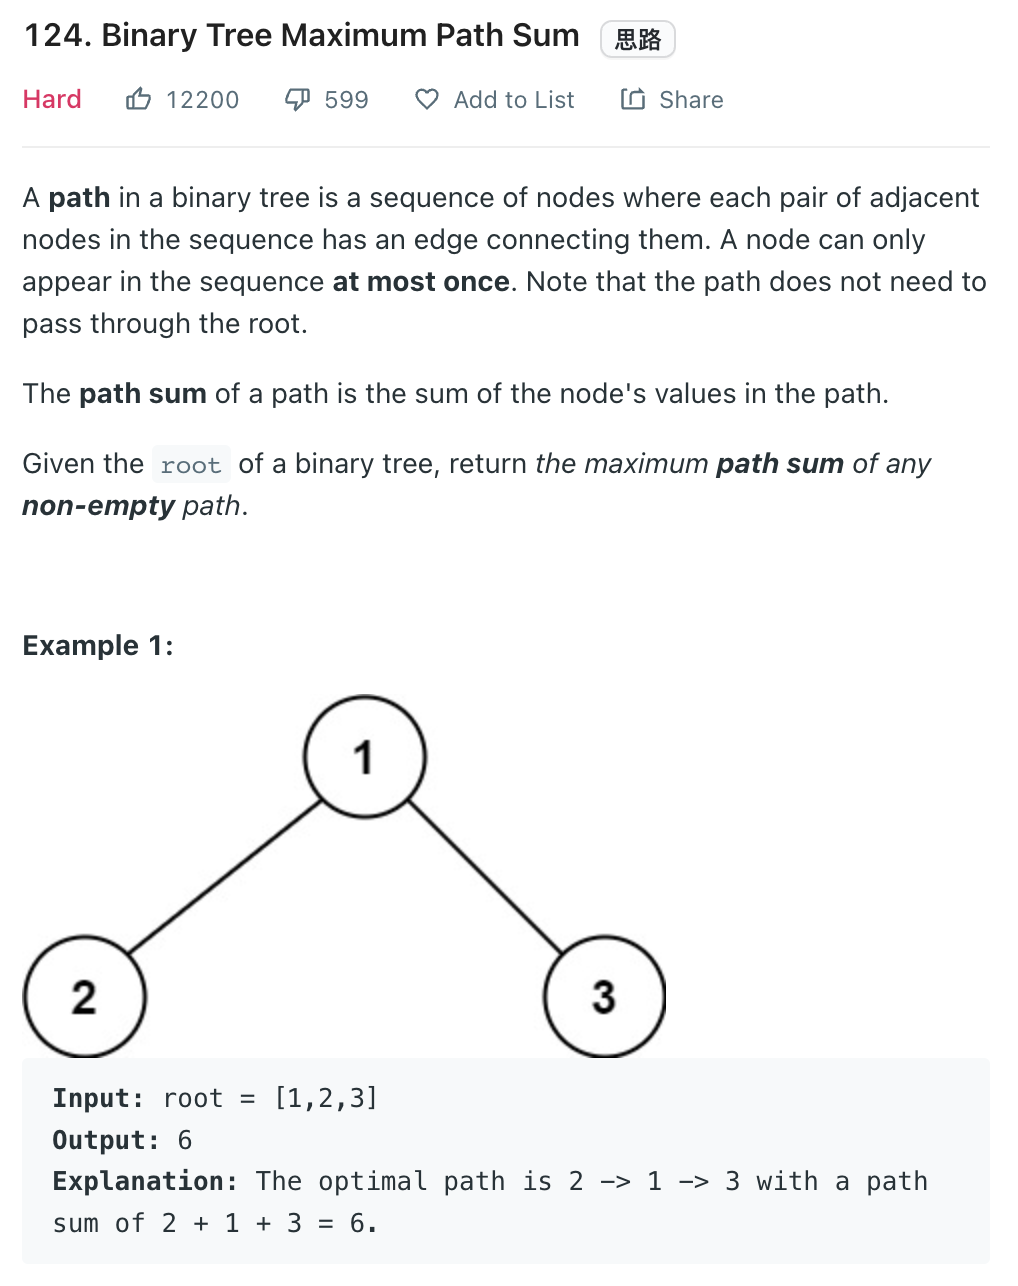 124. Binary Tree Maximum Path Sum 思路
Hard 12200 599 Add to List Share
A path in a binary tree is a sequence of nodes where each pair of adjacent
nodes in the sequence has an edge connecting them. A node can only
appear in the sequence at most once. Note that the path does not need to
pass through the root.
The path sum of a path is the sum of the node's values in the path.
Given the root of a binary tree, return the maximum path sum of any
non-empty path.
Example 1:
1
2 3
Input: root = [1,2,3]
Output: 6
Explanation: The optimal path is 2 -> 1 -> 3 with a path
sum of 2 + 1 + 3 = 6.